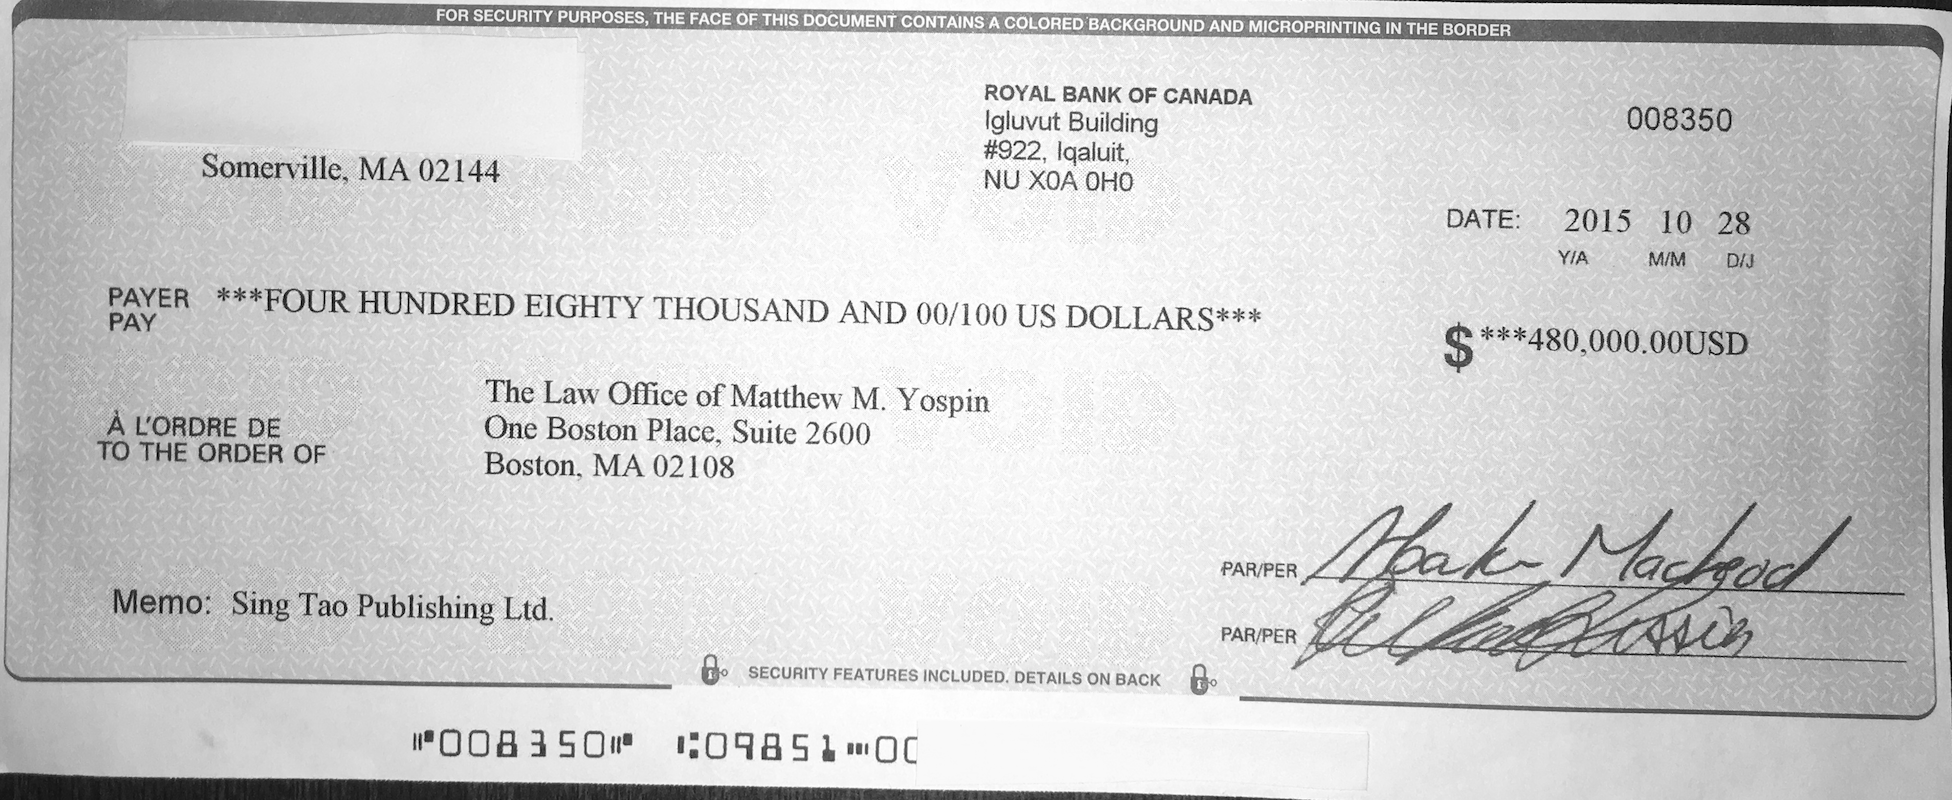 FOR SECURITY PURPOSES, THE FACE OF THIS DOCUMENT CONTAINS A COLORED BACKGROUND AND MICROPRINTING IN THE BORDER
Somerville, MA 02144
ROYAL BANK OF CANADA
Igluvut Building
#922, Iqaluit,
NU X0A 0H0
008350
DATE: 2015 10 28
Y/A M/M D/J
PAYER ***FOUR HUNDRED EIGHTY THOUSAND AND 00/100 US DOLLARS***
PAY
$ ***480,000.00USD
The Law Office of Matthew M. Yospin
One Boston Place, Suite 2600
Boston, MA 02108
À L'ORDRE DE
TO THE ORDER OF
PAR/PER
Memo: Sing Tao Publishing Ltd.
PAR/PER
SECURITY FEATURES INCLUDED. DETAILS ON BACK
⑈008350⑈ ⑆09851⑉00